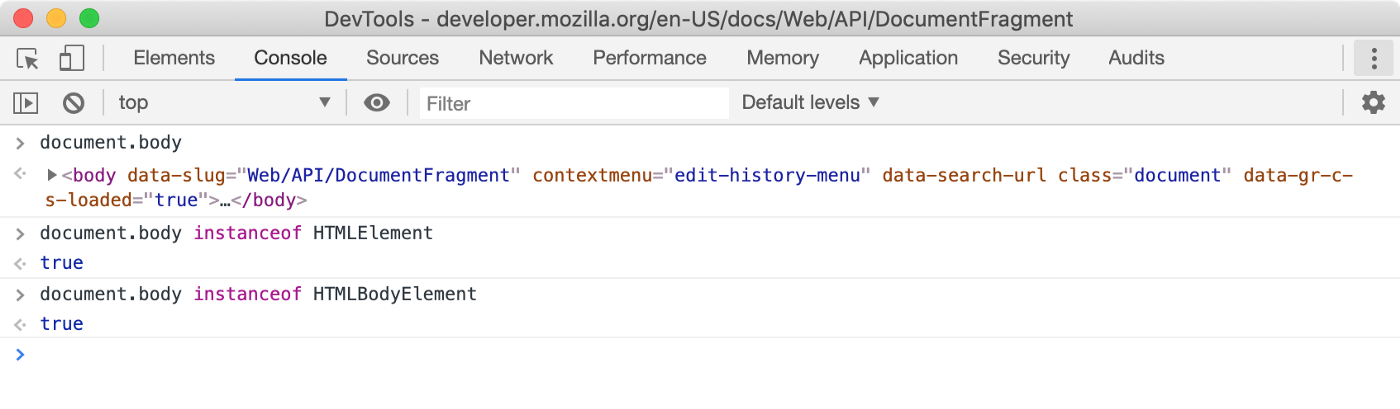 DevTools - developer.mozilla.org/en-US/docs/Web/API/DocumentFragment
Elements Console Sources Network Performance Memory Application Security Audits
top Filter Default levels
document.body
<body data-slug="Web/API/DocumentFragment" contextmenu="edit-history-menu" data-search-url class="document" data-gr-c-
s-loaded="true">…</body>
document.body instanceof HTMLElement
true
document.body instanceof HTMLBodyElement
true